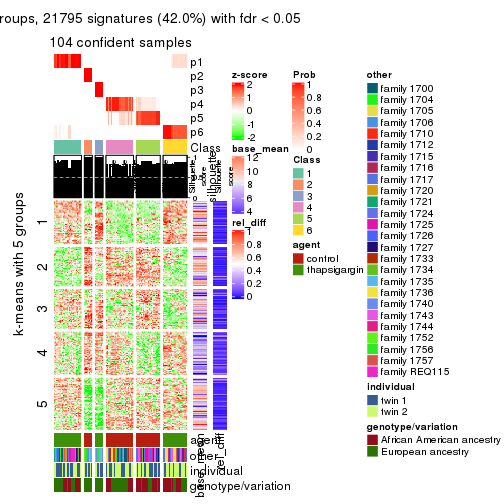 roups, 21795 signatures (42.0%) with fdr < 0.05
104 confident samples
p1
p2
p3
p4
p5
p6
Class
silhouette
Silhouette
score
k-means with 5 groups
1
2
3
4
5
agent
other
individual
genotype/variation
base_mean
rel_diff
z-score
2
1
0
-1
-2
base_mean
12
10
8
6
4
rel_diff
1
0.8
0.6
0.4
0.2
0
Prob
1
0.8
0.6
0.4
0.2
0
Class
1
2
3
4
5
6
agent
control
thapsigargin
other
family 1700
family 1704
family 1705
family 1706
family 1710
family 1712
family 1715
family 1716
family 1717
family 1720
family 1721
family 1724
family 1725
family 1726
family 1727
family 1733
family 1734
family 1735
family 1736
family 1740
family 1743
family 1744
family 1752
family 1756
family 1757
family REQ115
individual
twin 1
twin 2
genotype/variation
African American ancestry
European ancestry